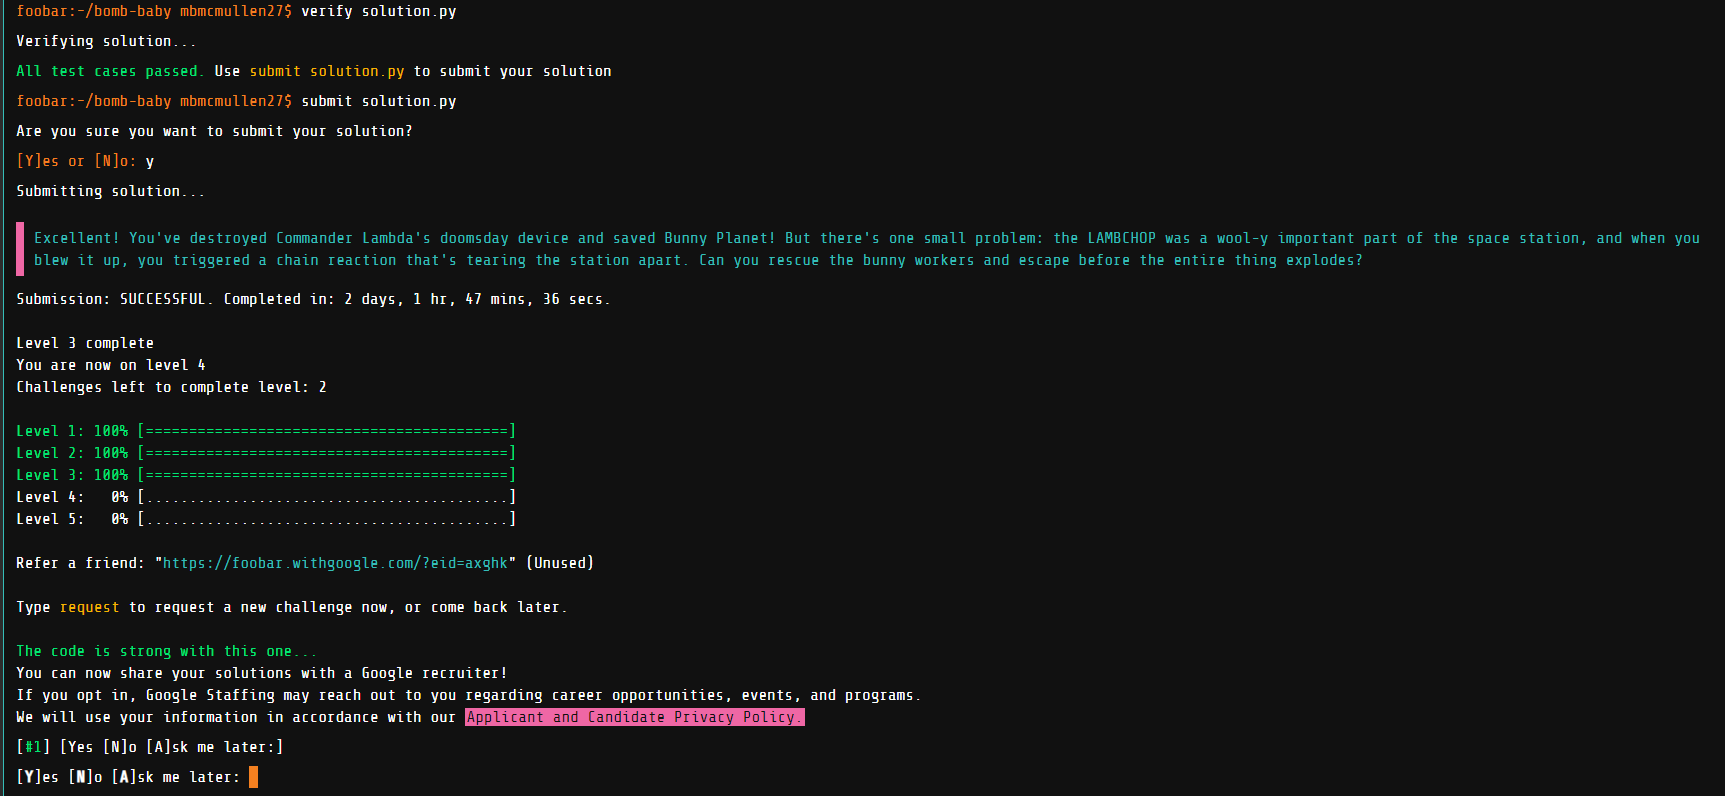 foobar:~/bomb-baby mbmcmullen27$ verify solution.py
Verifying solution...
All test cases passed. Use submit solution.py to submit your solution
foobar:~/bomb-baby mbmcmullen27$ submit solution.py
Are you sure you want to submit your solution?
[Y]es or [N]o: y
Submitting solution...
Excellent! You've destroyed Commander Lambda's doomsday device and saved Bunny Planet! But there's one small problem: the LAMBCHOP was a wool-y important part of the space station, and when you
blew it up, you triggered a chain reaction that's tearing the station apart. Can you rescue the bunny workers and escape before the entire thing explodes?
Submission: SUCCESSFUL. Completed in: 2 days, 1 hr, 47 mins, 36 secs.
Level 3 complete
You are now on level 4
Challenges left to complete level: 2
Level 1: 100% [==========================================]
Level 2: 100% [==========================================]
Level 3: 100% [==========================================]
Level 4:   0% [..........................................]
Level 5:   0% [..........................................]
Refer a friend: "https://foobar.withgoogle.com/?eid=axghk" (Unused)
Type request to request a new challenge now, or come back later.
The code is strong with this one...
You can now share your solutions with a Google recruiter!
If you opt in, Google Staffing may reach out to you regarding career opportunities, events, and programs.
We will use your information in accordance with our Applicant and Candidate Privacy Policy.
[#1] [Yes [N]o [A]sk me later:]
[Y]es [N]o [A]sk me later: